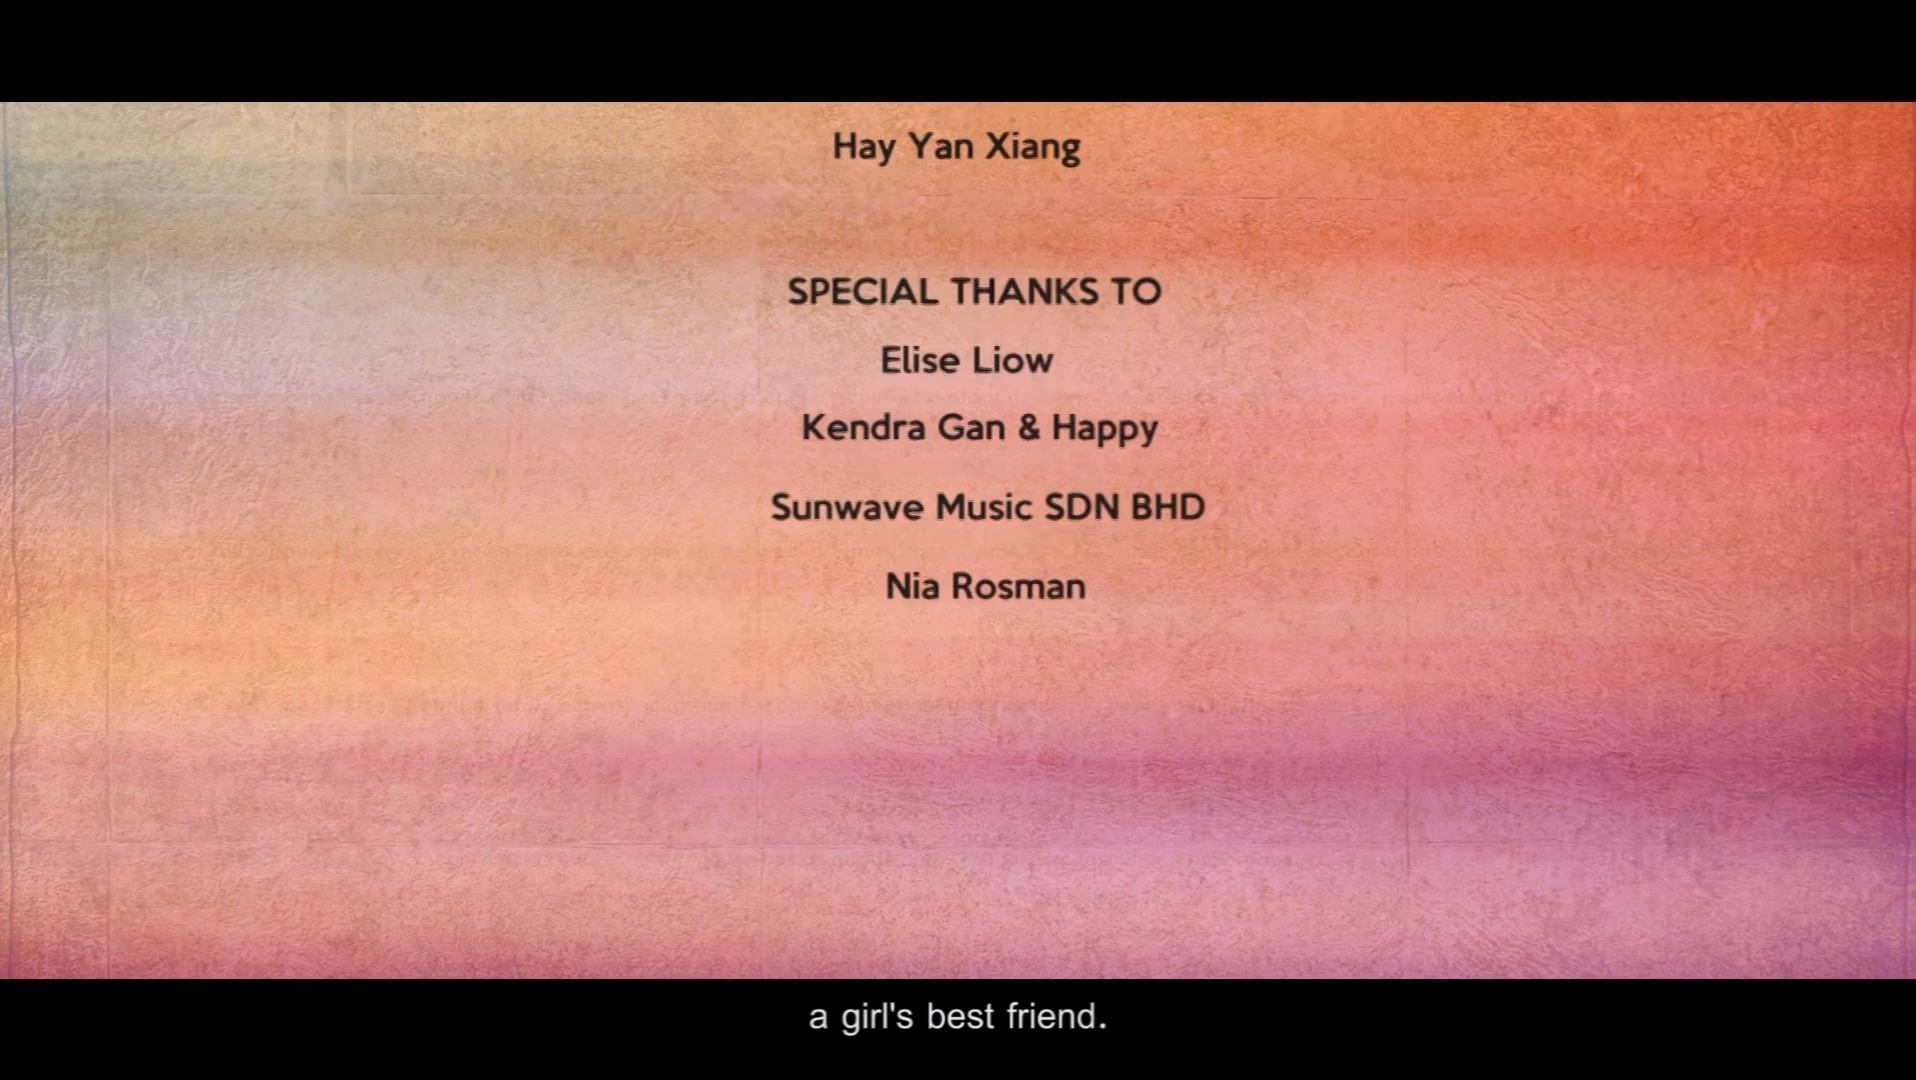 Hay Yan Xiang
SPECIAL THANKS TO
Elise Liow
Kendra Gan & Happy
Sunwave Music SDN BHD
Nia Rosman
a girl's best friend.